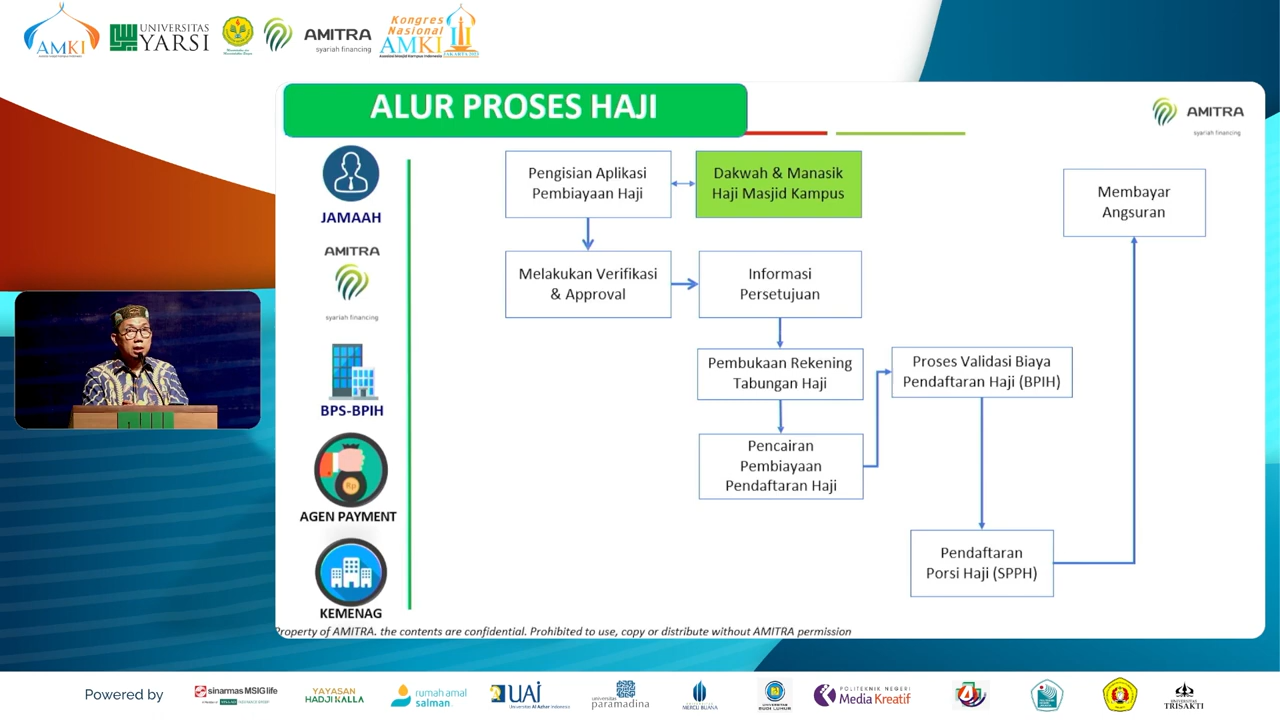 AMKI
UNIVERSITAS
YARSI
AMITRA
syariah financing
Kongres
Nasional
AMKI
ALUR PROSES HAJI
AMITRA
syariah financing
JAMAAH
Pengisian Aplikasi
Pembiayaan Haji
Dakwah & Manasik
Haji Masjid Kampus
Membayar
Angsuran
AMITRA
syariah financing
Melakukan Verifikasi
& Approval
Informasi
Persetujuan
BPS-BPIH
Pembukaan Rekening
Tabungan Haji
Proses Validasi Biaya
Pendaftaran Haji (BPIH)
Rp
AGEN PAYMENT
Pencairan
Pembiayaan
Pendaftaran Haji
KEMENAG
Pendaftaran
Porsi Haji (SPPH)
Property of AMITRA. the contents are confidential. Prohibited to use, copy or distribute without AMITRA permission
Powered by
sinarmas MSIG life
YAYASAN
HADJI KALLA
rumah amal
salman
UAI
Universitas Al Azhar Indonesia
universitas
paramadina
MERCU BUANA
BUDI LUHUR
POLITEKNIK NEGERI
Media Kreatif
TRISAKTI